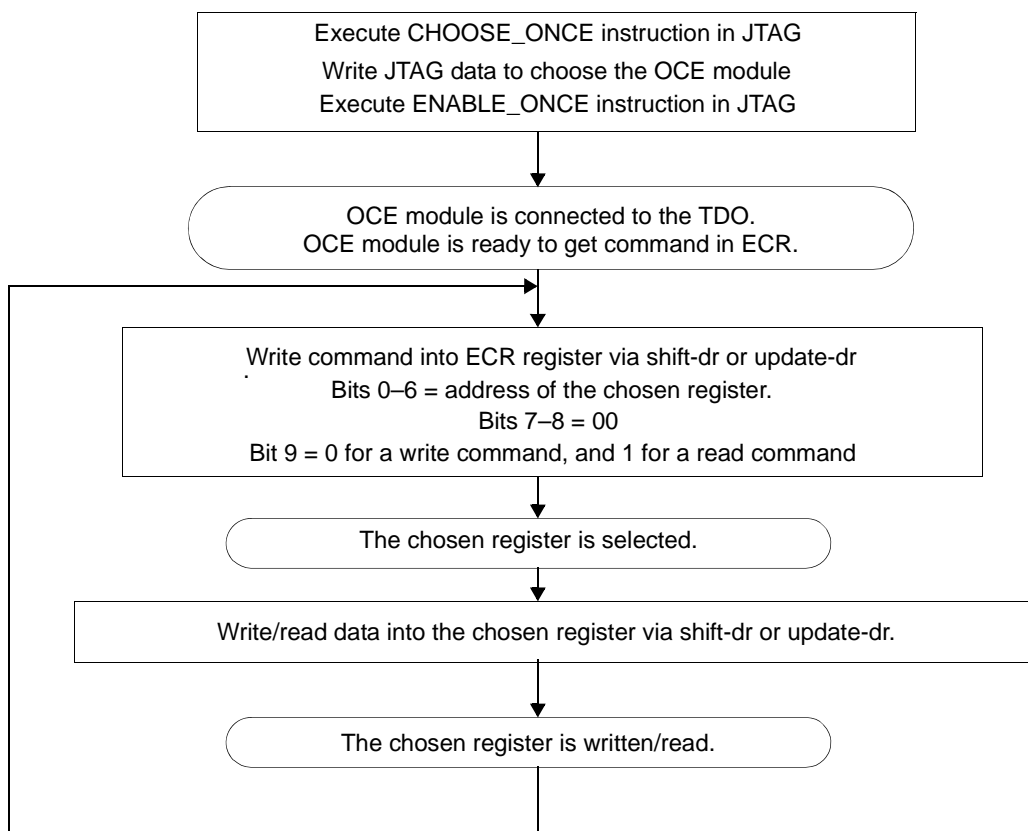 Execute CHOOSE_ONCE instruction in JTAG
Write JTAG data to choose the OCE module
Execute ENABLE_ONCE instruction in JTAG
OCE module is connected to the TDO.
OCE module is ready to get command in ECR.
Write command into ECR register via shift-dr or update-dr
.
Bits 0–6 = address of the chosen register.
Bits 7–8 = 00
Bit 9 = 0 for a write command, and 1 for a read command
The chosen register is selected.
Write/read data into the chosen register via shift-dr or update-dr.
The chosen register is written/read.